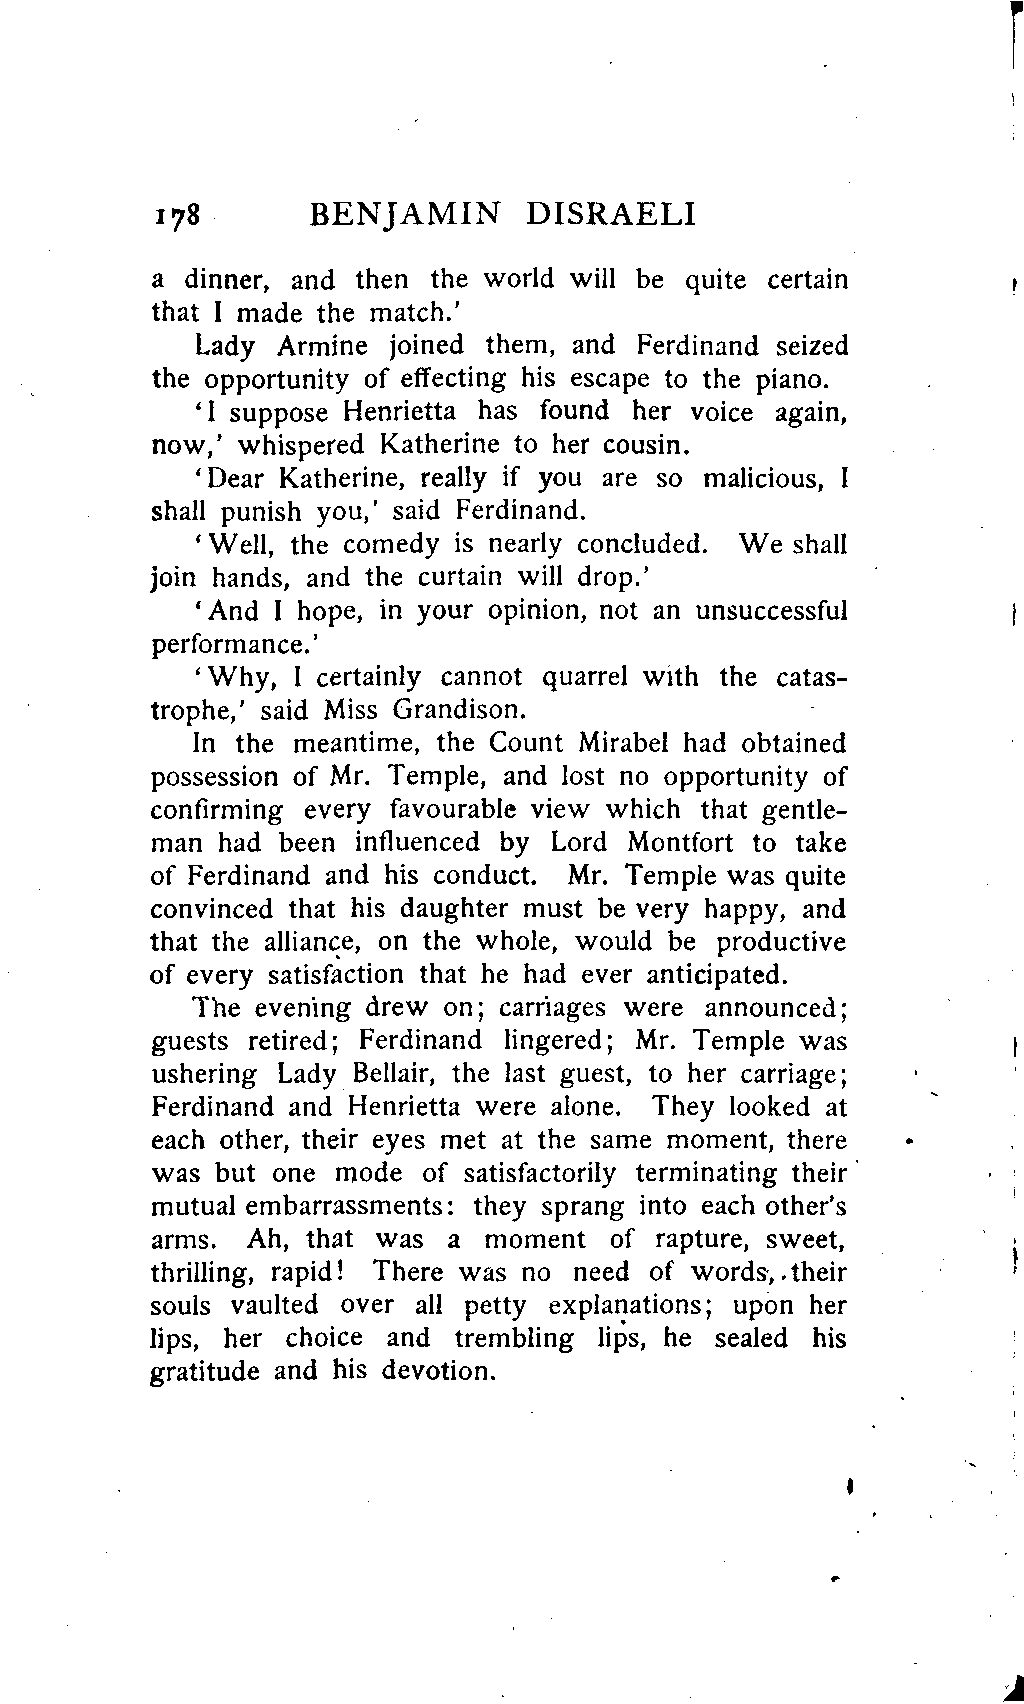 178 BENJAMIN DISRAELI
a dinner, and then the world will be quite certain
that I made the match.'
Lady Armine joined them, and Ferdinand seized
the opportunity of effecting his escape to the piano.
'I suppose Henrietta has found her voice again,
now,' whispered Katherine to her cousin.
'Dear Katherine, really if you are so malicious, I
shall punish you,' said Ferdinand.
'Well, the comedy is nearly concluded. We shall
join hands, and the curtain will drop.'
'And I hope, in your opinion, not an unsuccessful
performance.'
'Why, I certainly cannot quarrel with the catas-
trophe,' said Miss Grandison.
In the meantime, the Count Mirabel had obtained
possession of Mr. Temple, and lost no opportunity of
confirming every favourable view which that gentle-
man had been influenced by Lord Montfort to take
of Ferdinand and his conduct. Mr. Temple was quite
convinced that his daughter must be very happy, and
that the alliance, on the whole, would be productive
of every satisfaction that he had ever anticipated.
The evening drew on; carriages were announced;
guests retired; Ferdinand lingered; Mr. Temple was
ushering Lady Bellair, the last guest, to her carriage;
Ferdinand and Henrietta were alone. They looked at
each other, their eyes met at the same moment, there
was but one mode of satisfactorily terminating their
mutual embarrassments: they sprang into each other's
arms. Ah, that was a moment of rapture, sweet,
thrilling, rapid! There was no need of words, their
souls vaulted over all petty explanations; upon her
lips, her choice and trembling lips, he sealed his
gratitude and his devotion.